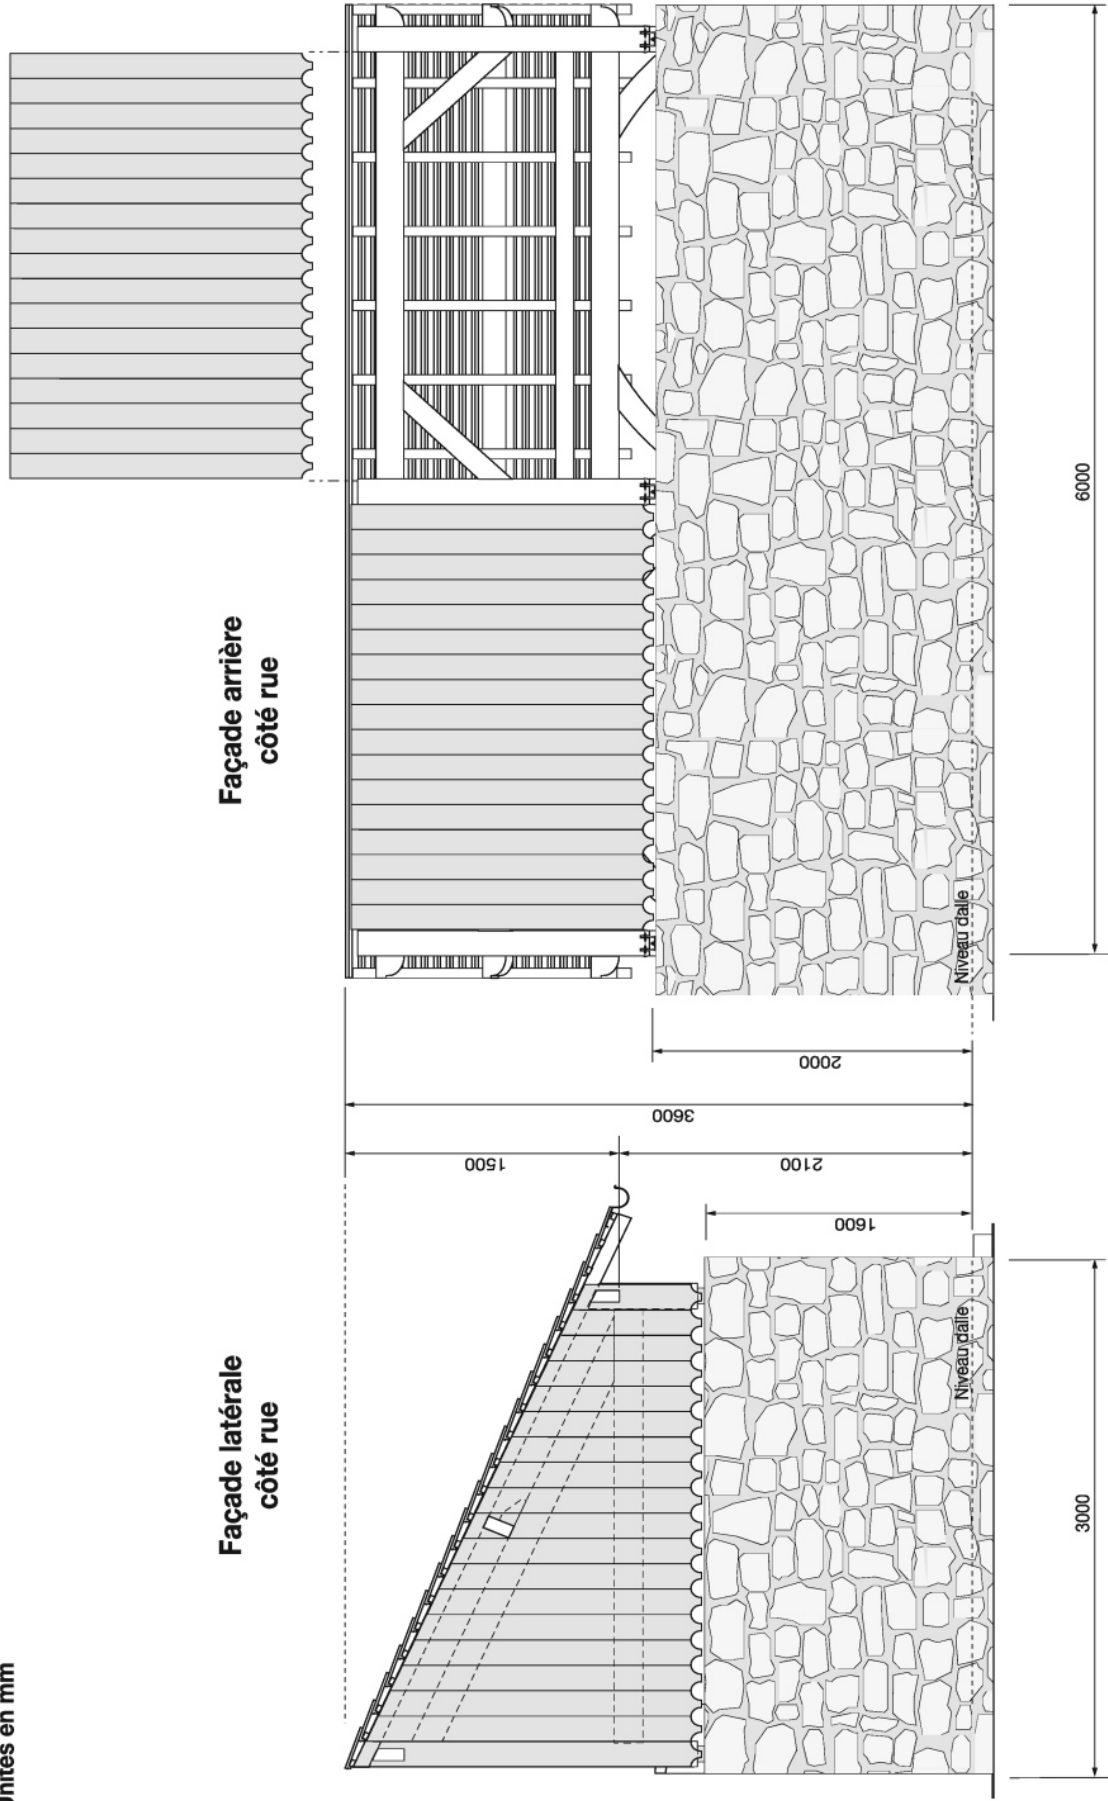 Unités en mm
Façade latérale
côté rue
Façade arrière
côté rue
1500
3600
2100
2000
1600
Niveau dalle
Niveau dalle
3000
6000